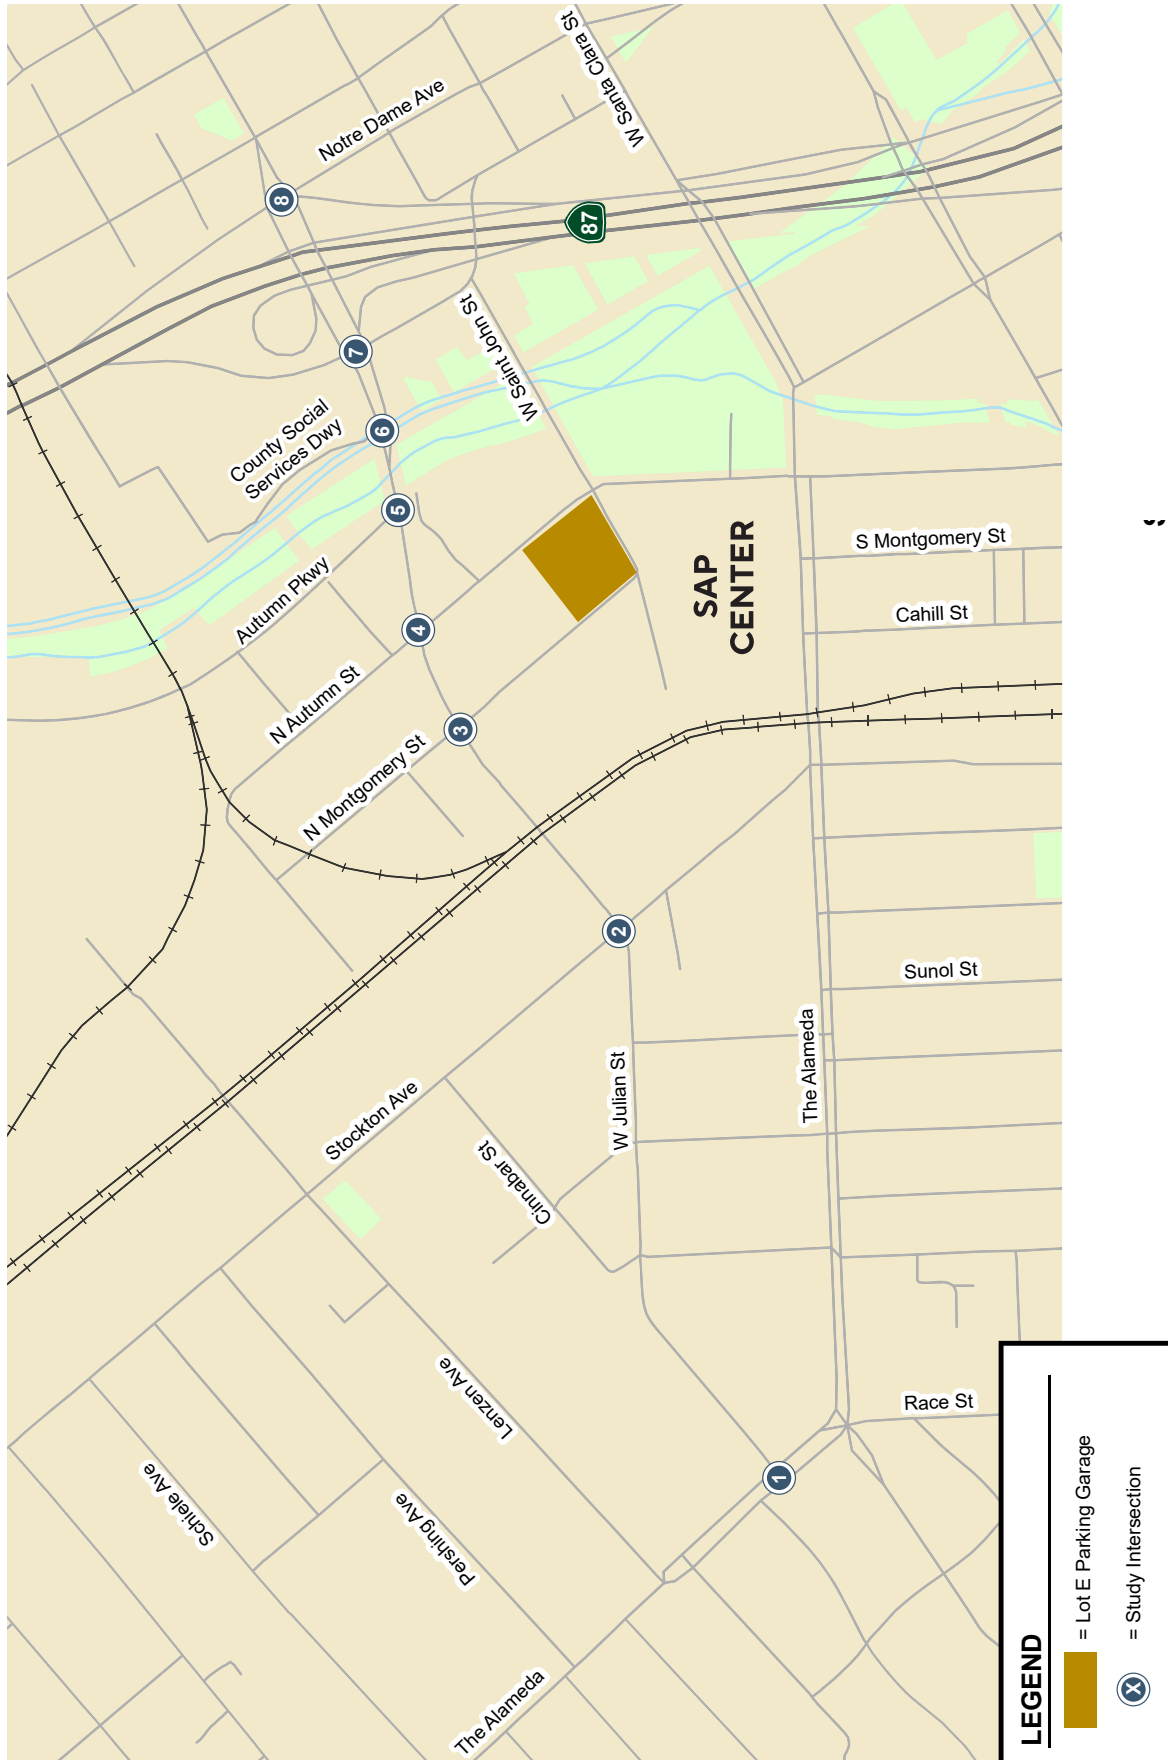 W Santa Clara St
Notre Dame Ave
8
87
W Saint John St
7
County Social
Services Dwy
6
5
SAP
CENTER
S Montgomery St
Autumn Pkwy
Cahill St
4
N Autumn St
3
N Montgomery St
2
Sunol St
The Alameda
W Julian St
Stockton Ave
Cinnabar St
Lenzen Ave
Race St
1
Schiele Ave
Pershing Ave
The Alameda
LEGEND
= Lot E Parking Garage
X = Study Intersection